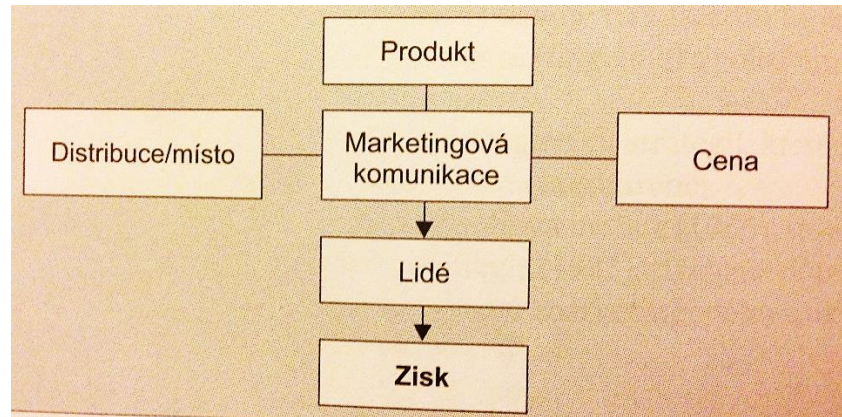 Produkt
Distribuce/místo
Marketingová
komunikace
Cena
Lidé
Zisk